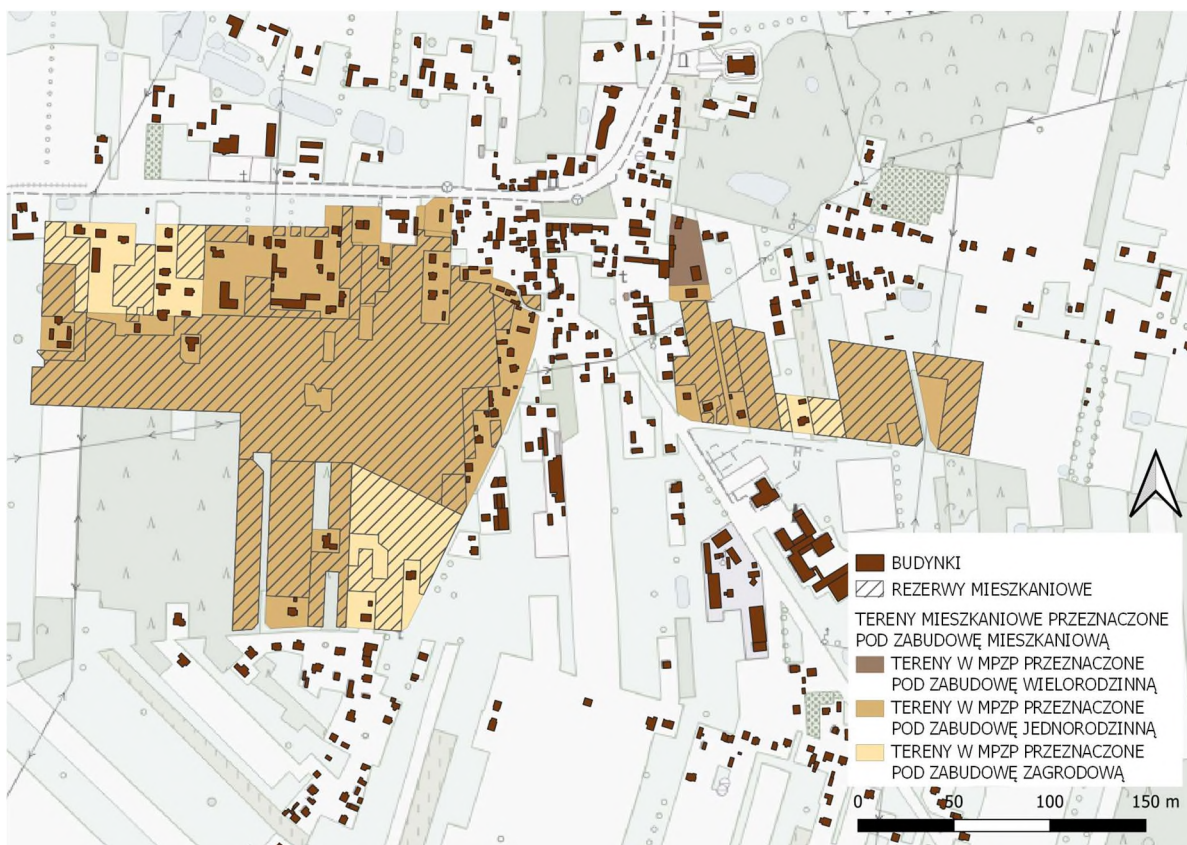 BUDYNKI
REZERWY MIESZKANIOWE
TERENY MIESZKANIOWE PRZEZNACZONE
POD ZABUDOWĘ MIESZKANIOWĄ
TERENY W MPZP PRZEZNACZONE
POD ZABUDOWĘ WIELORODZINNĄ
TERENY W MPZP PRZEZNACZONE
POD ZABUDOWĘ JEDNORODZINNĄ
TERENY W MPZP PRZEZNACZONE
POD ZABUDOWĘ ZAGRODOWĄ
0 50 100 150 m